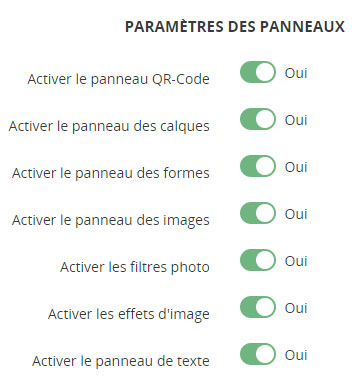 PARAMÈTRES DES PANNEAUX
Activer le panneau QR-Code Oui
Activer le panneau des calques Oui
Activer le panneau des formes Oui
Activer le panneau des images Oui
Activer les filtres photo Oui
Activer les effets d'image Oui
Activer le panneau de texte Oui